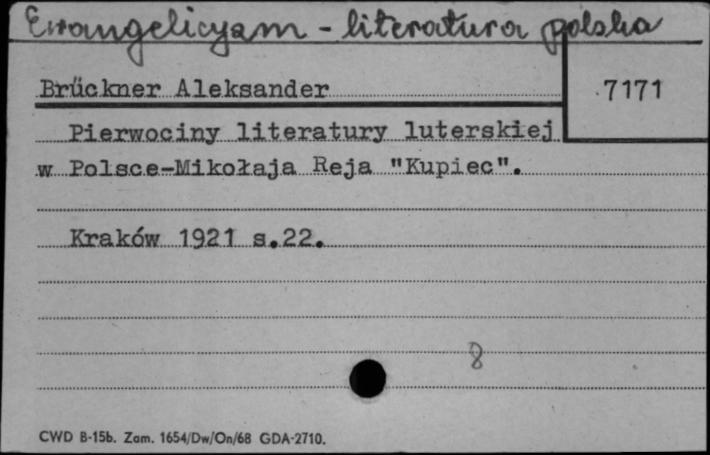 Ewangelicyzm - literatura polska
Brückner Aleksander
7171
Pierwociny literatury luterskiej
w Polsce-Mikołaja Reja "Kupiec".
Kraków 1921 s.22.
8
CWD B-15b. Zam. 1654/Dw/On/68 GDA-2710.